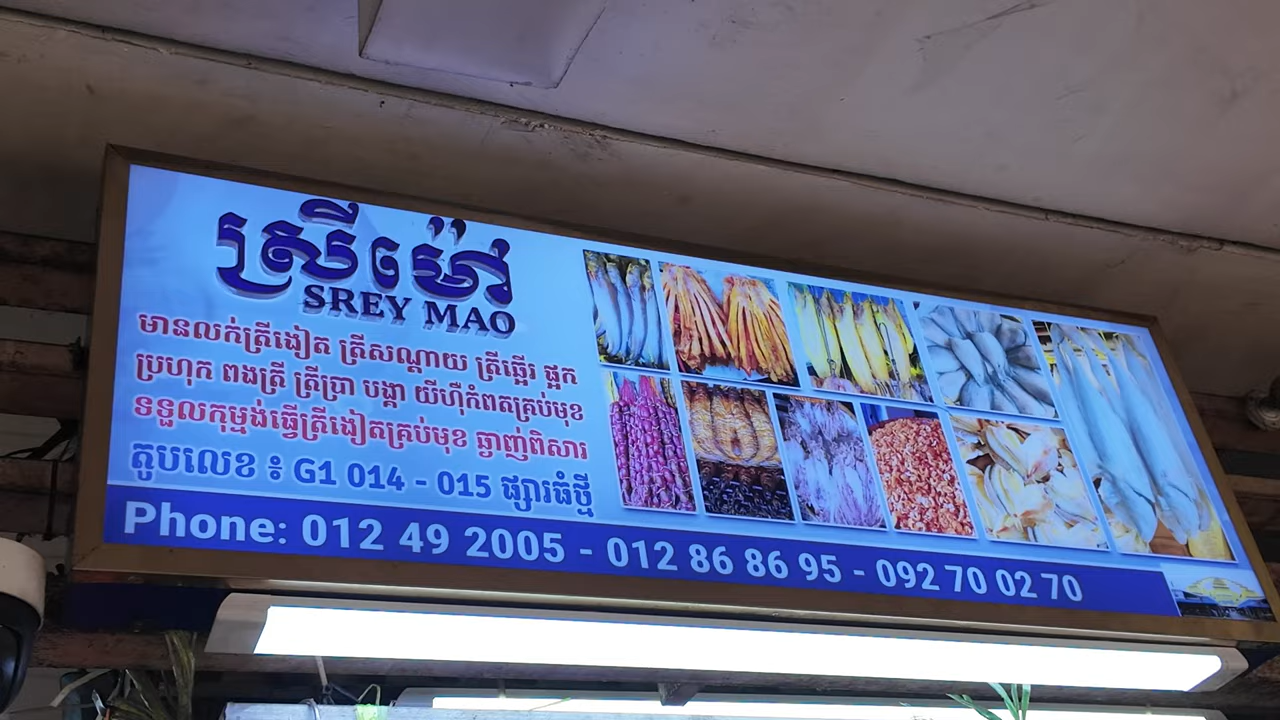 ស្រីម៉ៅ
SREY MAO
មានលក់ត្រីងៀត ត្រីសណ្តាយ ត្រីឆ្អើរ ផ្អក
ប្រហុក ពងត្រី ត្រីប្រា បង្គា យីហ៊ឺកំពតគ្រប់មុខ
ទទួលកុម្មង់ធ្វើត្រីងៀតគ្រប់មុខ ឆ្ងាញ់ពិសារ
តូបលេខ ៖ G1 014 - 015 ផ្សារធំថ្មី
Phone: 012 49 2005 - 012 86 86 95 - 092 70 02 70